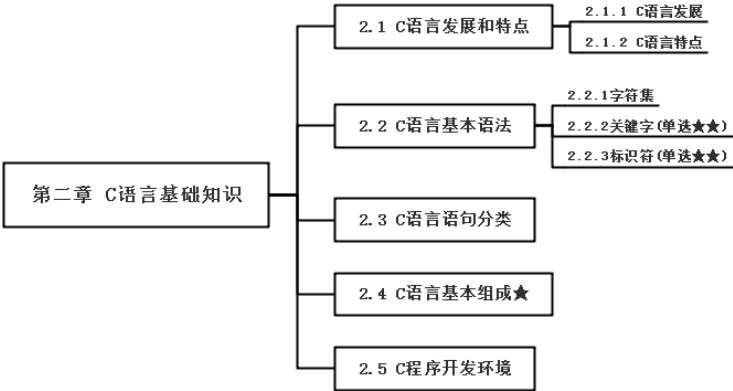 第二章 C语言基础知识
2.1 C语言发展和特点
2.1.1 C语言发展
2.1.2 C语言特点
2.2 C语言基本语法
2.2.1字符集
2.2.2关键字(单选★★)
2.2.3标识符(单选★★)
2.3 C语言语句分类
2.4 C语言基本组成★
2.5 C程序开发环境